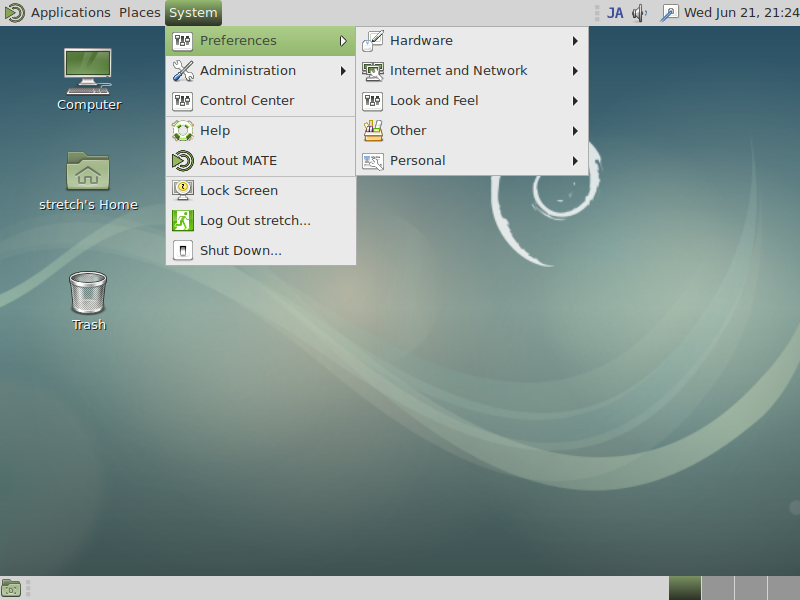 Applications Places System JA Wed Jun 21, 21:24
Preferences
Administration
Control Center
Help
About MATE
Lock Screen
Log Out stretch...
Shut Down...
Hardware
Internet and Network
Look and Feel
Other
Personal
Computer
stretch's Home
Trash